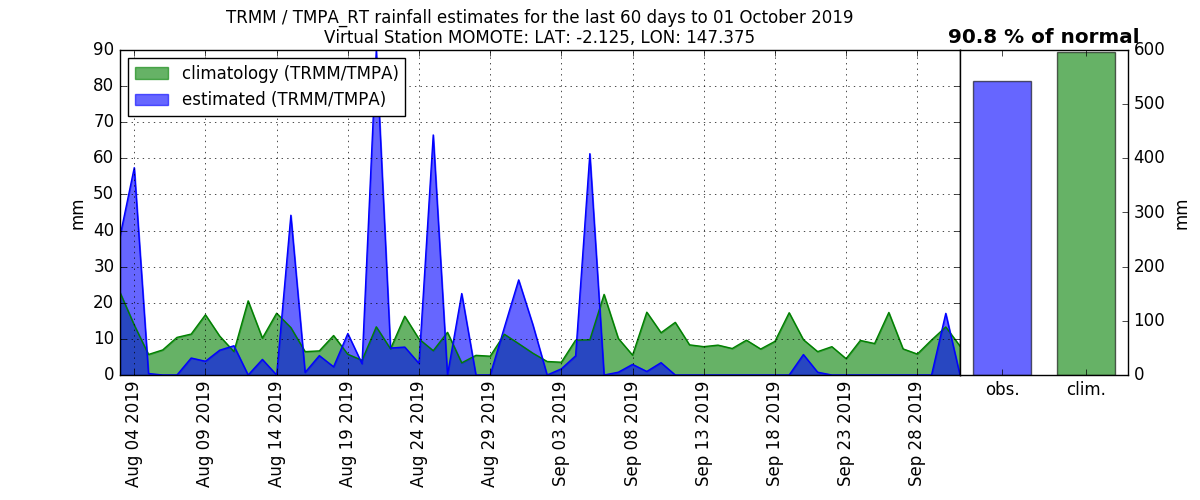 TRMM / TMPA_RT rainfall estimates for the last 60 days to 01 October 2019
Virtual Station MOMOTE: LAT: -2.125, LON: 147.375
90.8 % of normal
climatology (TRMM/TMPA)
estimated (TRMM/TMPA)
90
80
70
60
50
40
30
20
10
0
mm
Aug 04 2019
Aug 09 2019
Aug 14 2019
Aug 19 2019
Aug 24 2019
Aug 29 2019
Sep 03 2019
Sep 08 2019
Sep 13 2019
Sep 18 2019
Sep 23 2019
Sep 28 2019
obs.
clim.
600
500
400
300
200
100
0
mm